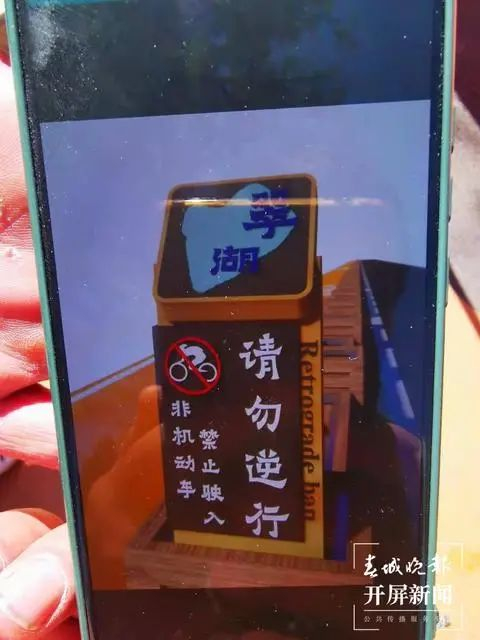 翠
湖
请勿逆行
Retrograde ban
非机动车
禁止驶入
春城晚报
开屏新闻